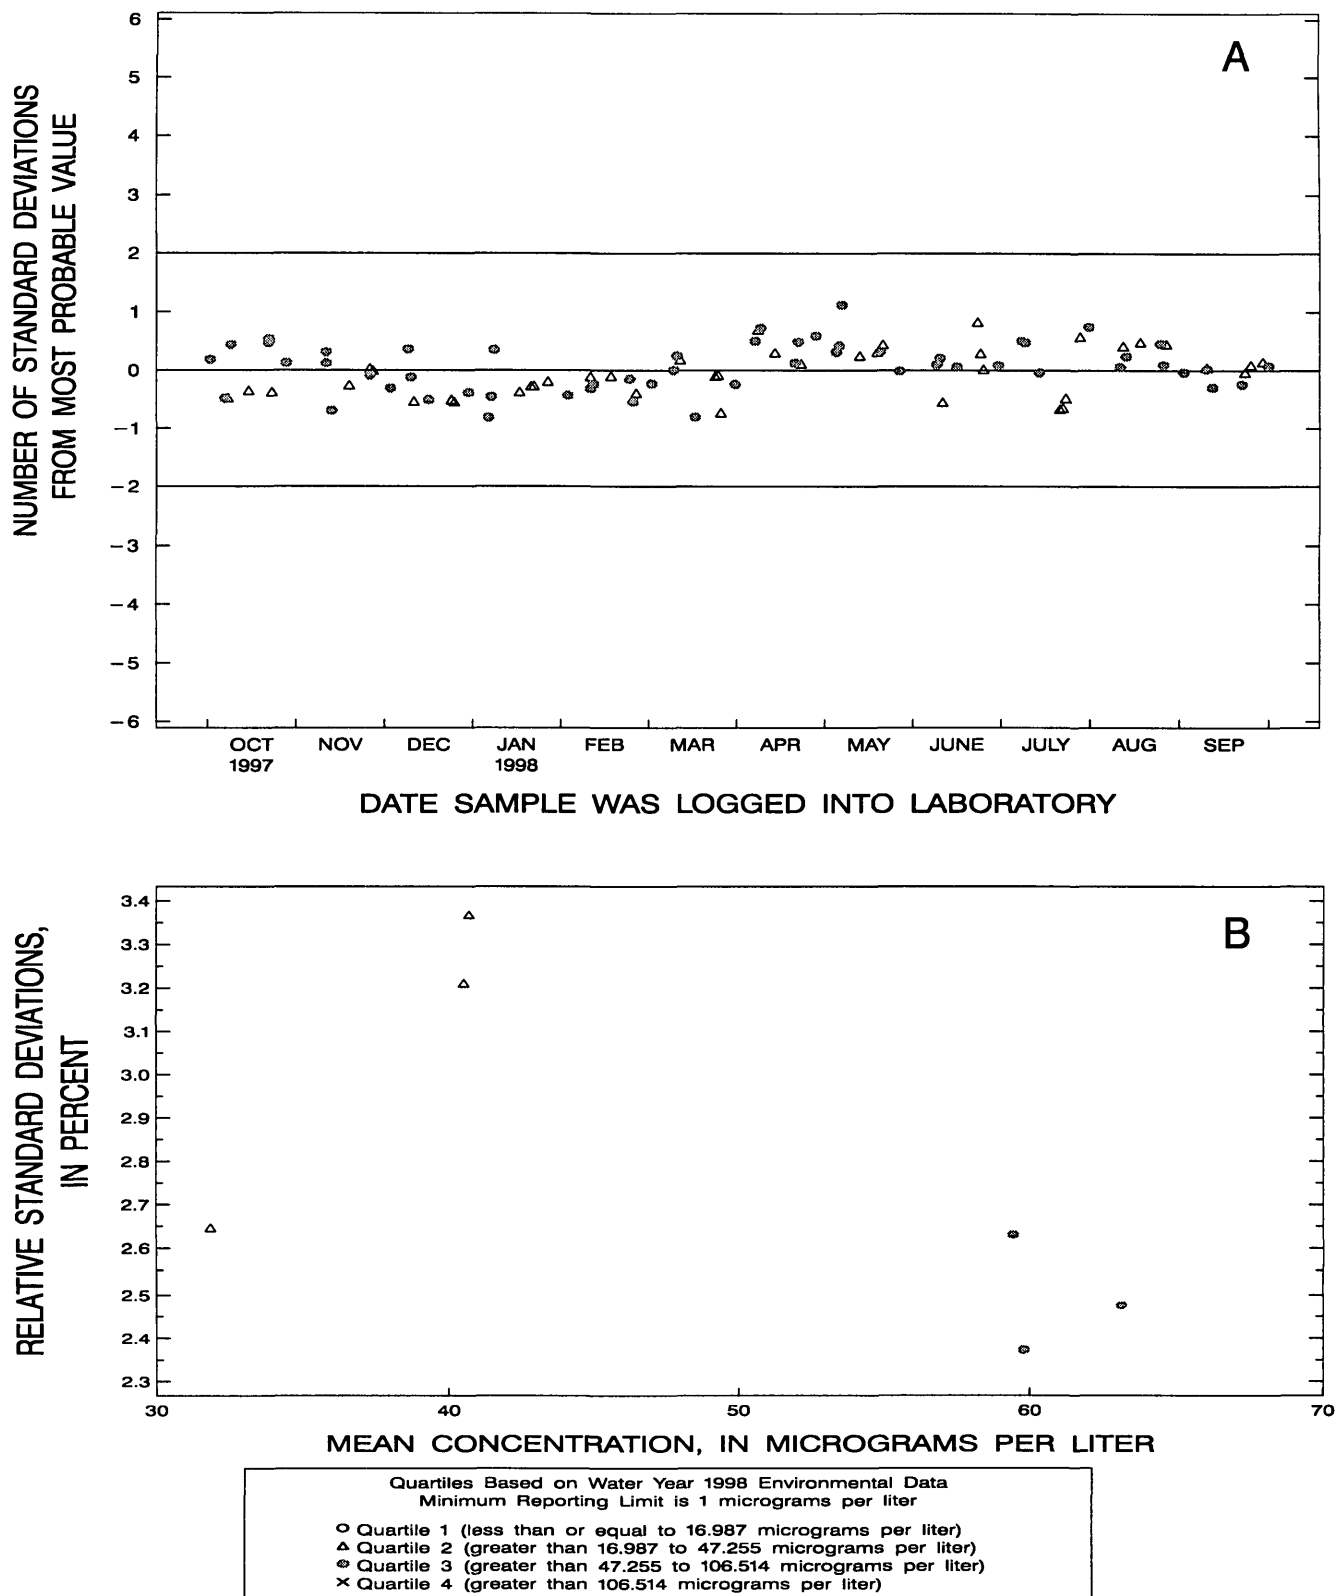 A
NUMBER OF STANDARD DEVIATIONS
FROM MOST PROBABLE VALUE
6
5
4
3
2
1
0
−1
−2
−3
−4
−5
−6
OCT NOV DEC JAN FEB MAR APR MAY JUNE JULY AUG SEP
1997 1998
DATE SAMPLE WAS LOGGED INTO LABORATORY
B
RELATIVE STANDARD DEVIATIONS,
IN PERCENT
3.4
3.3
3.2
3.1
3.0
2.9
2.8
2.7
2.6
2.5
2.4
2.3
30 40 50 60 70
MEAN CONCENTRATION, IN MICROGRAMS PER LITER
Quartiles Based on Water Year 1998 Environmental Data
Minimum Reporting Limit is 1 micrograms per liter
Quartile 1 (less than or equal to 16.987 micrograms per liter)
Quartile 2 (greater than 16.987 to 47.255 micrograms per liter)
Quartile 3 (greater than 47.255 to 106.514 micrograms per liter)
Quartile 4 (greater than 106.514 micrograms per liter)